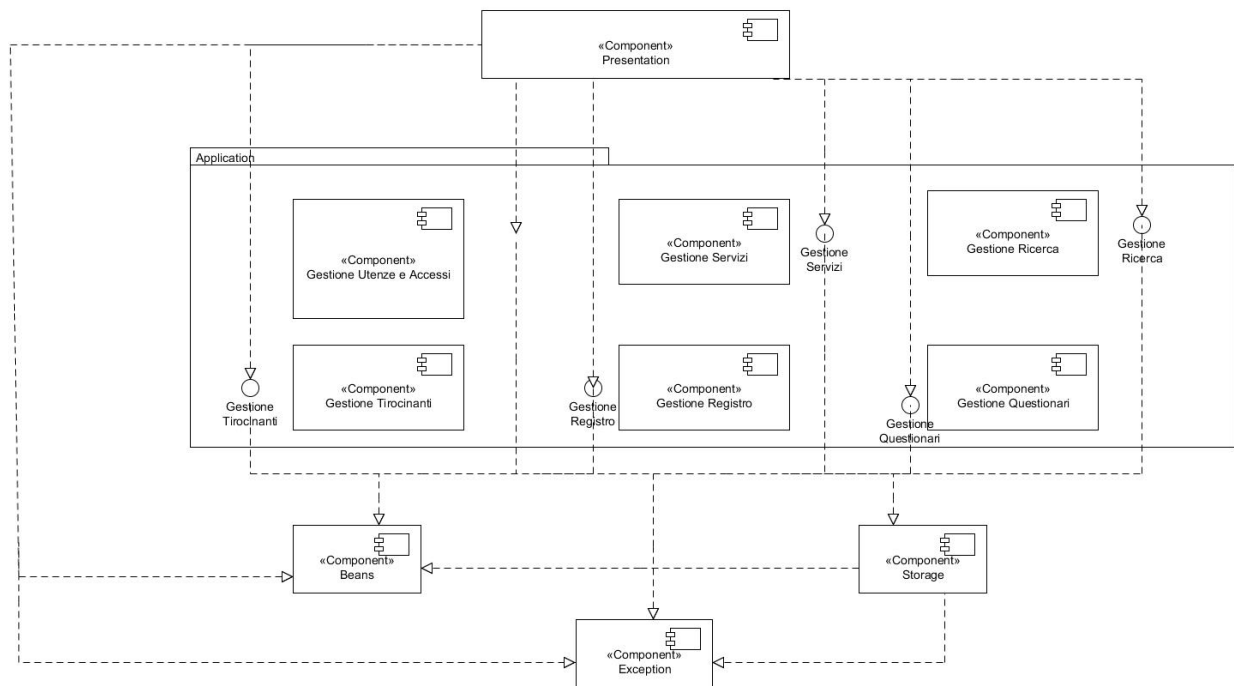 «Component»
Presentation
Application
«Component»
Gestione Utenze e Accessi
«Component»
Gestione Servizi
Gestione
Servizi
«Component»
Gestione Ricerca
Gestione
Ricerca
Gestione
Tirocinanti
«Component»
Gestione Tirocinanti
Gestione
Registro
«Component»
Gestione Registro
Gestione
Questionari
«Component»
Gestione Questionari
«Component»
Beans
«Component»
Storage
«Component»
Exception